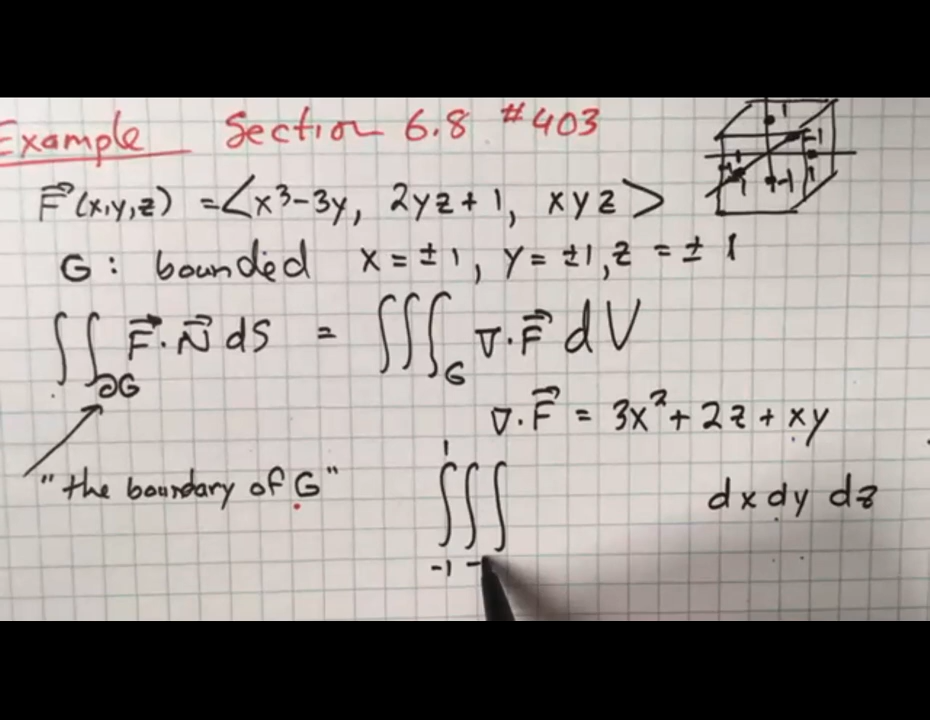 Example Section 6.8 #403
F⃗(x,y,z) = <x³-3y, 2yz+1, xyz>
G: bounded x = ±1, y = ±1, z = ±1
∬_∂G F⃗·N⃗ dS = ∭_G ∇·F⃗ dV
∇·F⃗ = 3x²+2z+xy
"the boundary of G"
∭ dx dy dz
1
-1 -